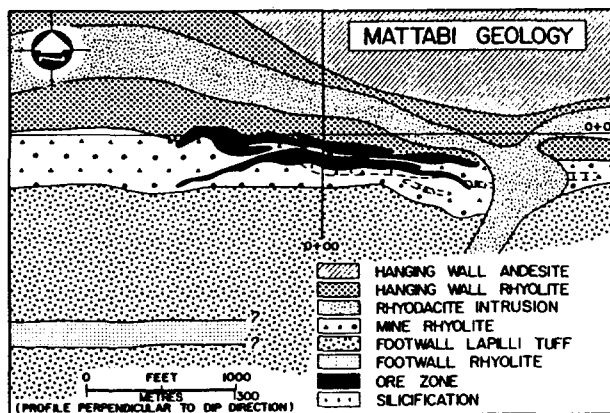 MATTABI GEOLOGY
0+0
0+00
?
?
HANGING WALL ANDESITE
HANGING WALL RHYOLITE
RHYODACITE INTRUSION
MINE RHYOLITE
FOOTWALL LAPILLI TUFF
FOOTWALL RHYOLITE
ORE ZONE
SILICIFICATION
0 FEET 1000
METRES 300
(PROFILE PERPENDICULAR TO DIP DIRECTION)